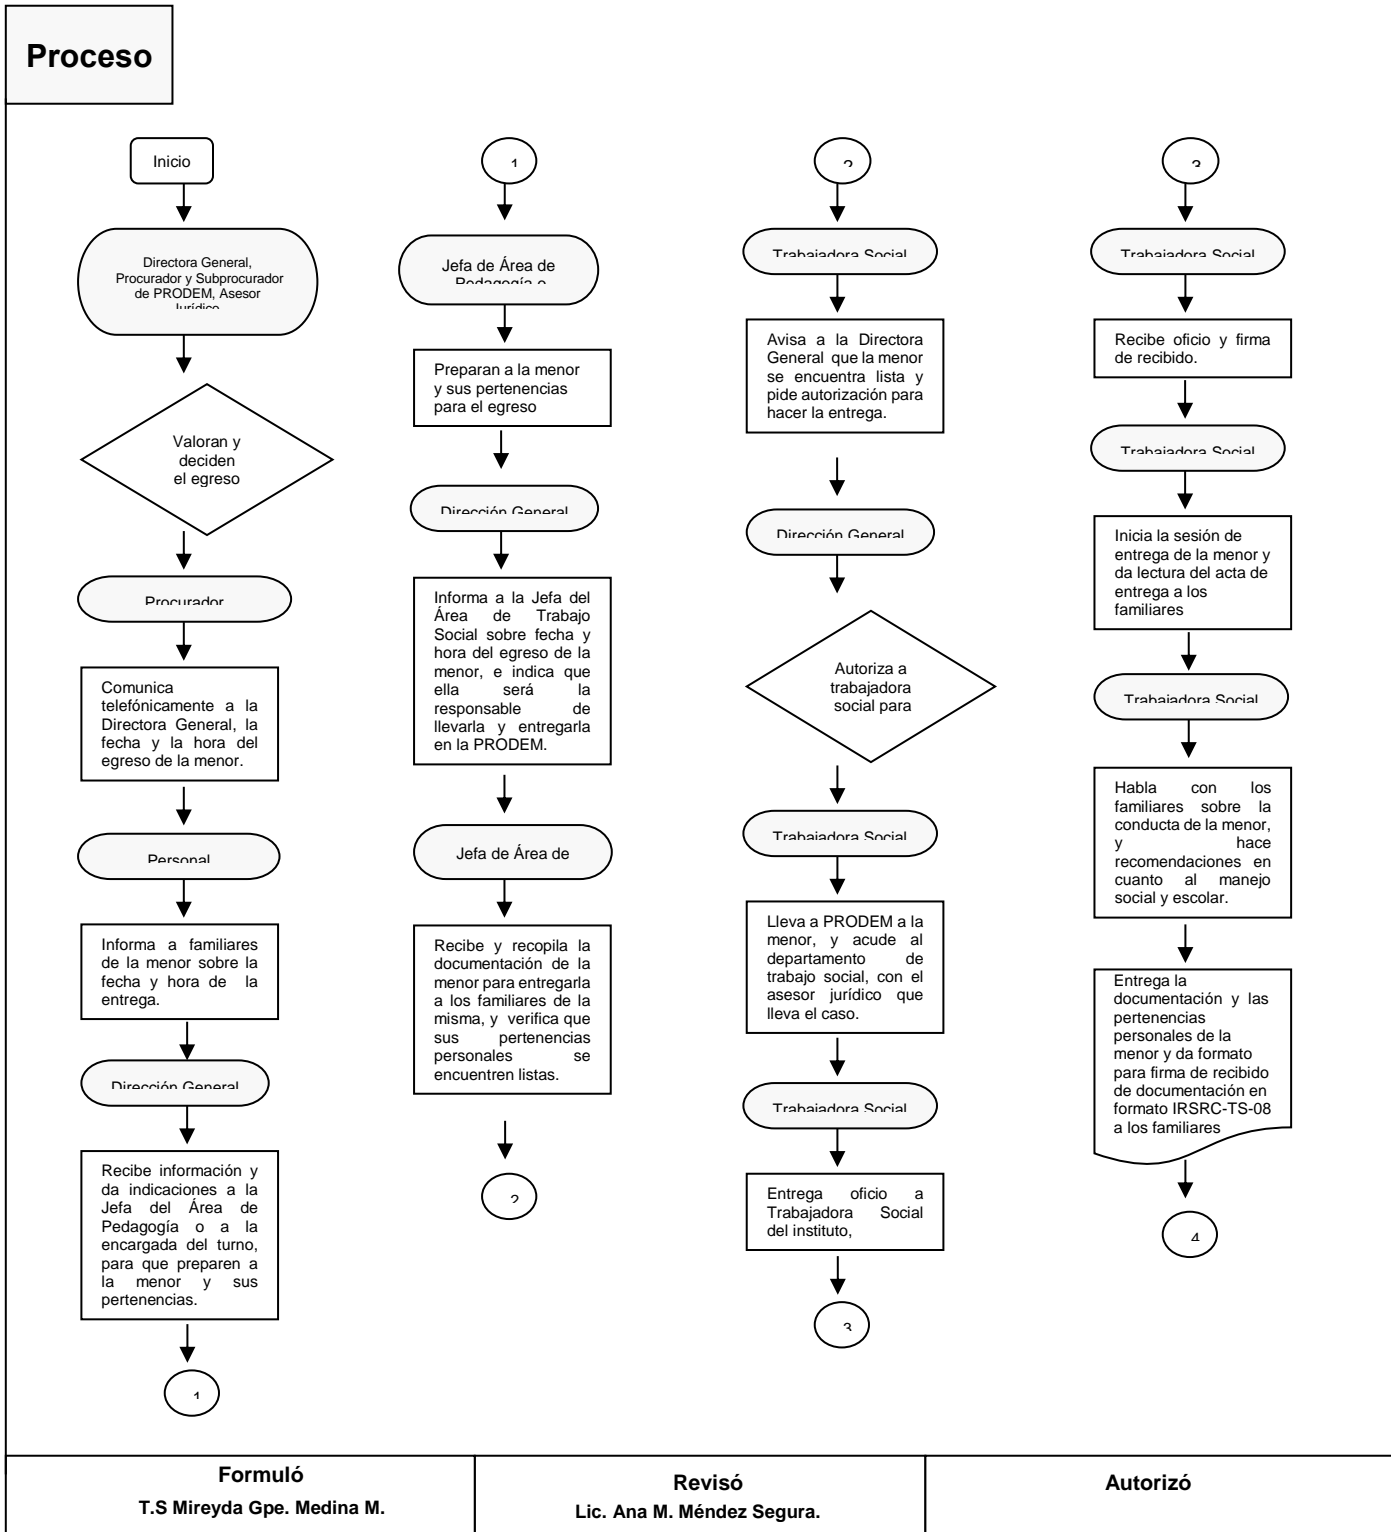 Proceso
Inicio
Directora General,
Procurador y Subprocurador
de PRODEM, Asesor
Jurídico
Valoran y
deciden
el egreso
Procurador
Comunica
telefónicamente a la
Directora General, la
fecha y la hora del
egreso de la menor.
Personal
Informa a familiares
de la menor sobre la
fecha y hora de la
entrega.
Dirección General
Recibe información y
da indicaciones a la
Jefa del Área de
Pedagogía o a la
encargada del turno,
para que preparen a
la menor y sus
pertenencias.
1
1
Jefa de Área de
Pedagogía o
Preparan a la menor
y sus pertenencias
para el egreso
Dirección General
Informa a la Jefa del
Área de Trabajo
Social sobre fecha y
hora del egreso de la
menor, e indica que
ella será la
responsable de
llevarla y entregarla
en la PRODEM.
Jefa de Área de
Recibe y recopila la
documentación de la
menor para entregarla
a los familiares de la
misma, y verifica que
sus pertenencias
personales se
encuentren listas.
2
2
Trabajadora Social
Avisa a la Directora
General que la menor
se encuentra lista y
pide autorización para
hacer la entrega.
Dirección General
Autoriza a
trabajadora
social para
Trabajadora Social
Lleva a PRODEM a la
menor, y acude al
departamento de
trabajo social, con el
asesor jurídico que
lleva el caso.
Trabajadora Social
Entrega oficio a
Trabajadora Social
del instituto,
3
3
Trabajadora Social
Recibe oficio y firma
de recibido.
Trabajadora Social
Inicia la sesión de
entrega de la menor y
da lectura del acta de
entrega a los
familiares
Trabajadora Social
Habla con los
familiares sobre la
conducta de la menor,
y hace
recomendaciones en
cuanto al manejo
social y escolar.
Entrega la
documentación y las
pertenencias
personales de la
menor y da formato
para firma de recibido
de documentación en
formato IRSRC-TS-08
a los familiares
4
Formuló
T.S Mireyda Gpe. Medina M.
Revisó
Lic. Ana M. Méndez Segura.
Autorizó